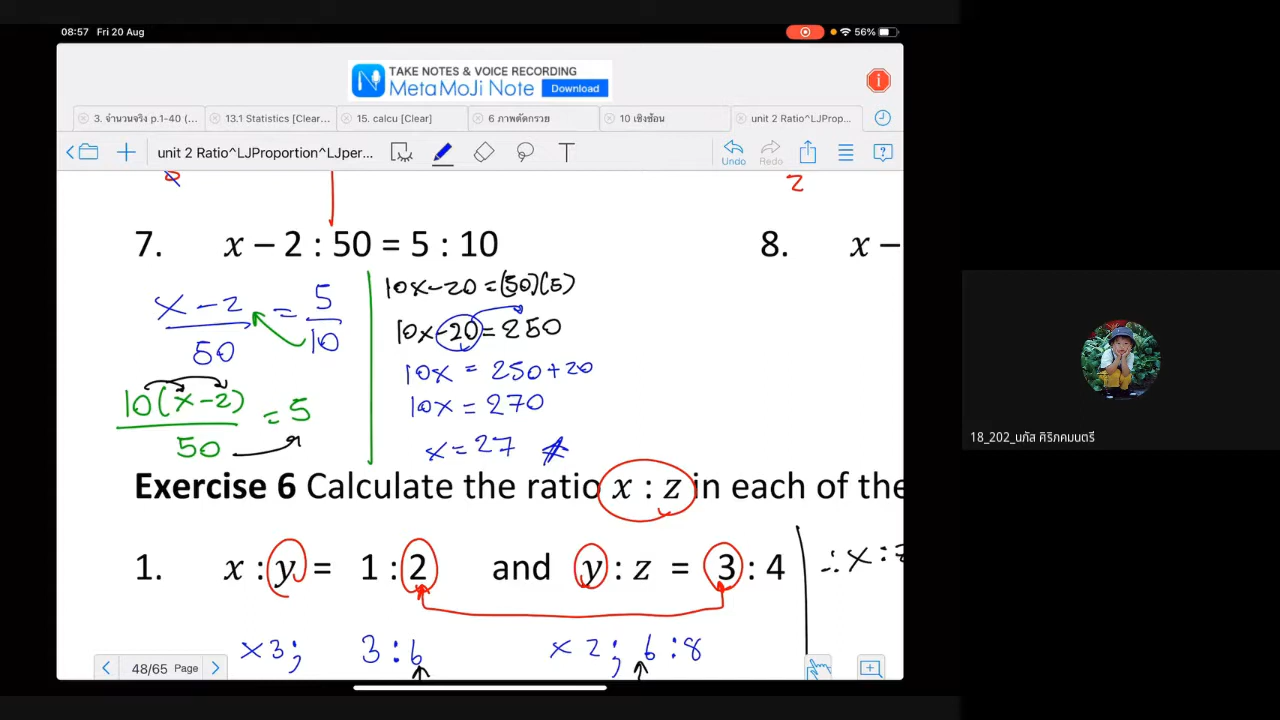 08:57 Fri 20 Aug
56%
TAKE NOTES & VOICE RECORDING
MetaMoJi Note
Download
3. จำนวนจริง p.1-40 (...
13.1 Statistics [Clear...
15. calcu [Clear]
6 ภาพตัดกรวย
10 เชิงซ้อน
unit 2 Ratio^LJProp...
unit 2 Ratio^LJProportion^LJper...
T
Undo
Redo
2
7. x − 2 : 50 = 5 : 10
8. x −
x − 2 / 50 = 5 / 10
10(x−2) / 50 = 5
10x−20 = (50)(5)
10x−20 = 250
10x = 250+20
10x = 270
x = 27
Exercise 6 Calculate the ratio x : z in each of the
1. x : y = 1 : 2 and y : z = 3 : 4
∴ x : z
×3; 3 : 6
×2; 6 : 8
48/65 Page
18_202_นภัส ศิริภคมนตรี